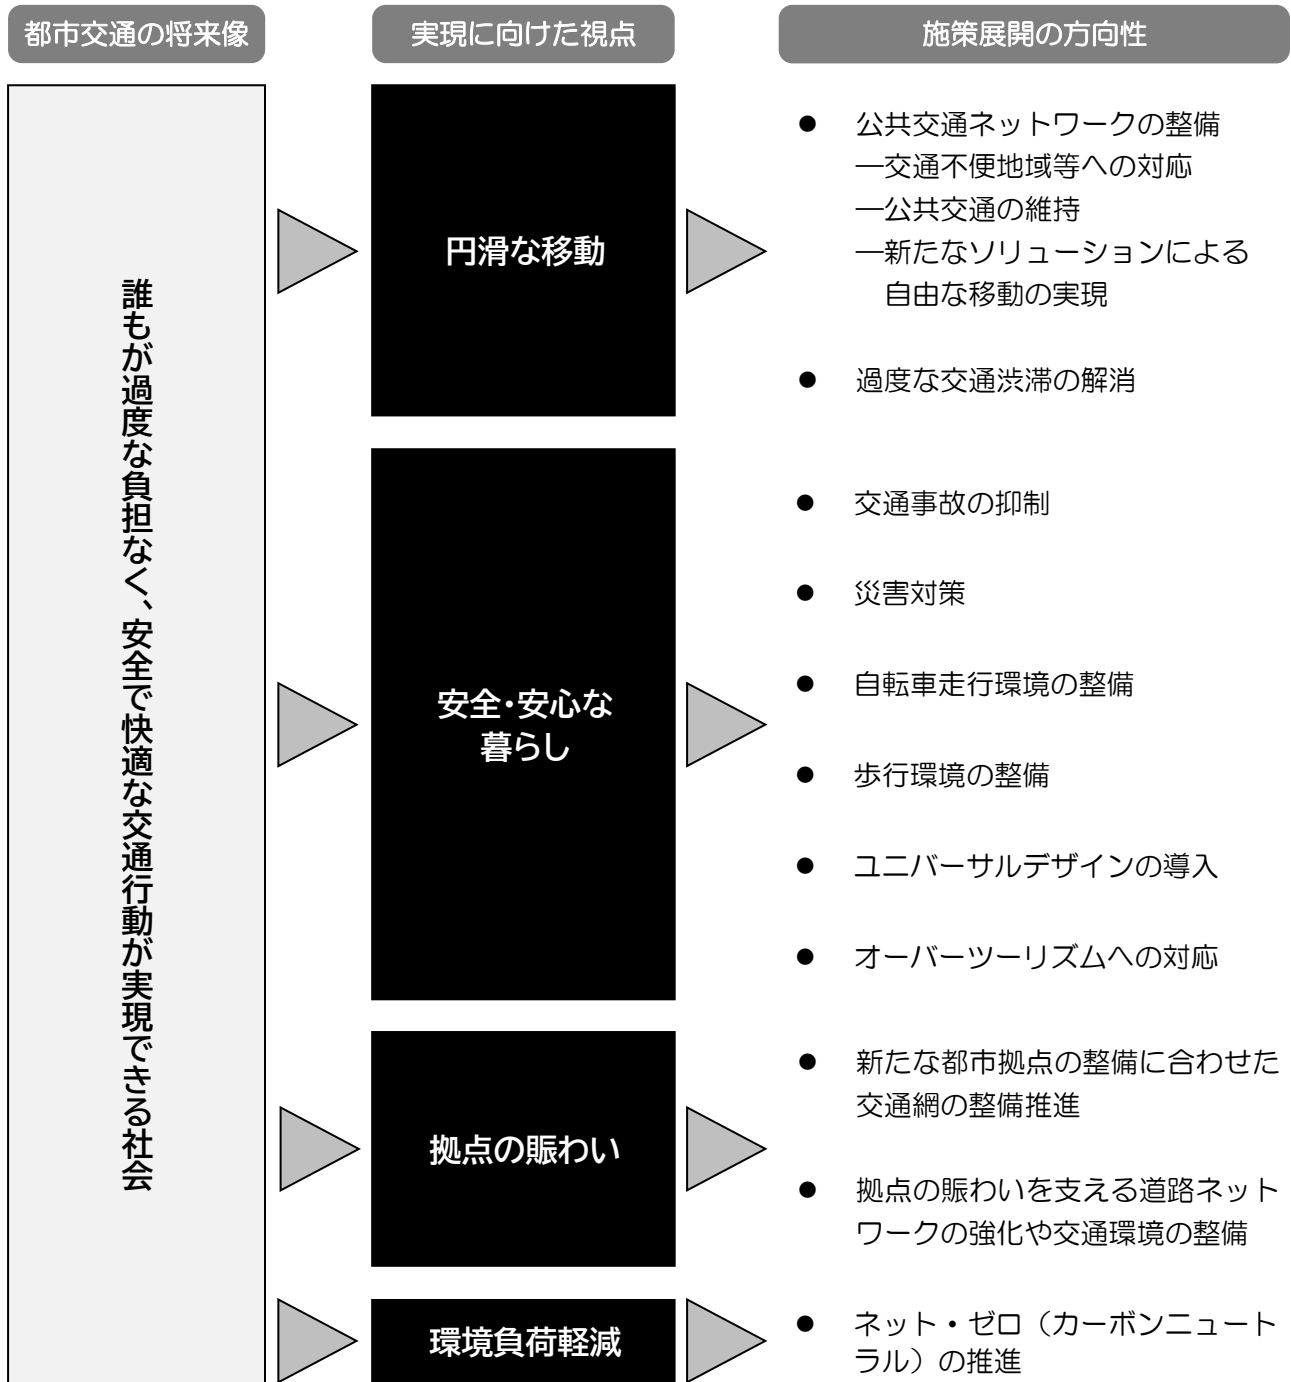 都市交通の将来像
実現に向けた視点
施策展開の方向性
誰もが過度な負担なく、安全で快適な交通行動が実現できる社会
円滑な移動
● 公共交通ネットワークの整備
―交通不便地域等への対応
―公共交通の維持
―新たなソリューションによる
自由な移動の実現
● 過度な交通渋滞の解消
安全・安心な
暮らし
● 交通事故の抑制
● 災害対策
● 自転車走行環境の整備
● 歩行環境の整備
● ユニバーサルデザインの導入
● オーバーツーリズムへの対応
拠点の賑わい
● 新たな都市拠点の整備に合わせた
交通網の整備推進
● 拠点の賑わいを支える道路ネット
ワークの強化や交通環境の整備
環境負荷軽減
● ネット・ゼロ（カーボンニュート
ラル）の推進